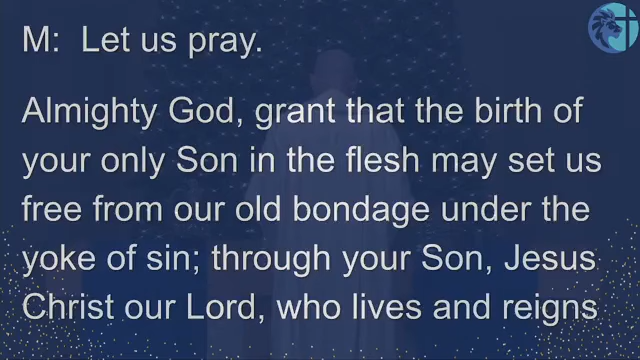 M: Let us pray.
Almighty God, grant that the birth of
your only Son in the flesh may set us
free from our old bondage under the
yoke of sin; through your Son, Jesus
Christ our Lord, who lives and reigns